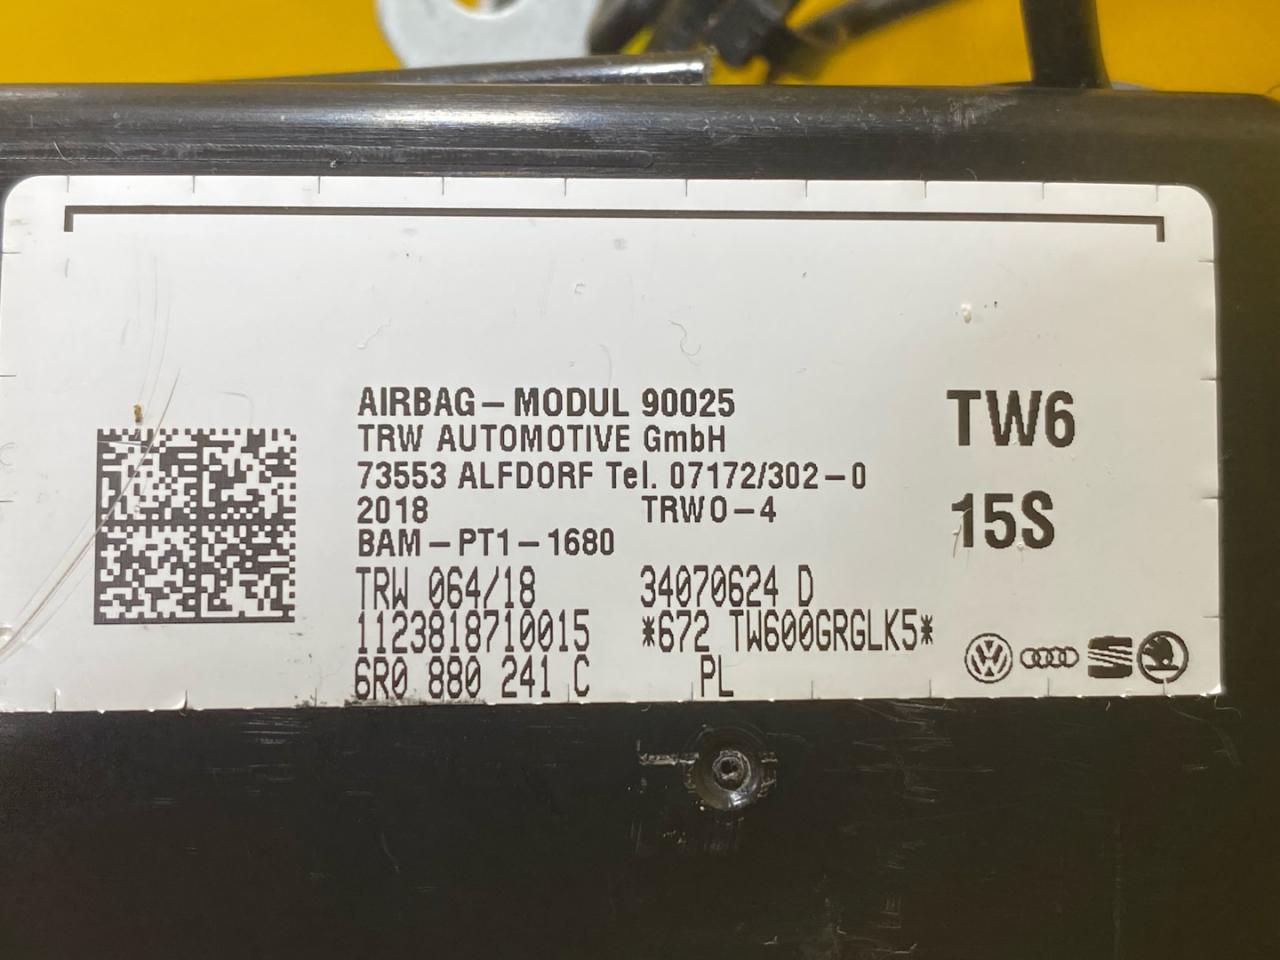 AIRBAG-MODUL 90025
TRW AUTOMOTIVE GmbH
73553 ALFDORF Tel. 07172/302-0
2018 TRWO-4
BAM-PT1-1680
TRW 064/18 34070624 D
1123818710015 *672 TW600GRGLK5*
6R0 880 241 C PL
TW6
15S